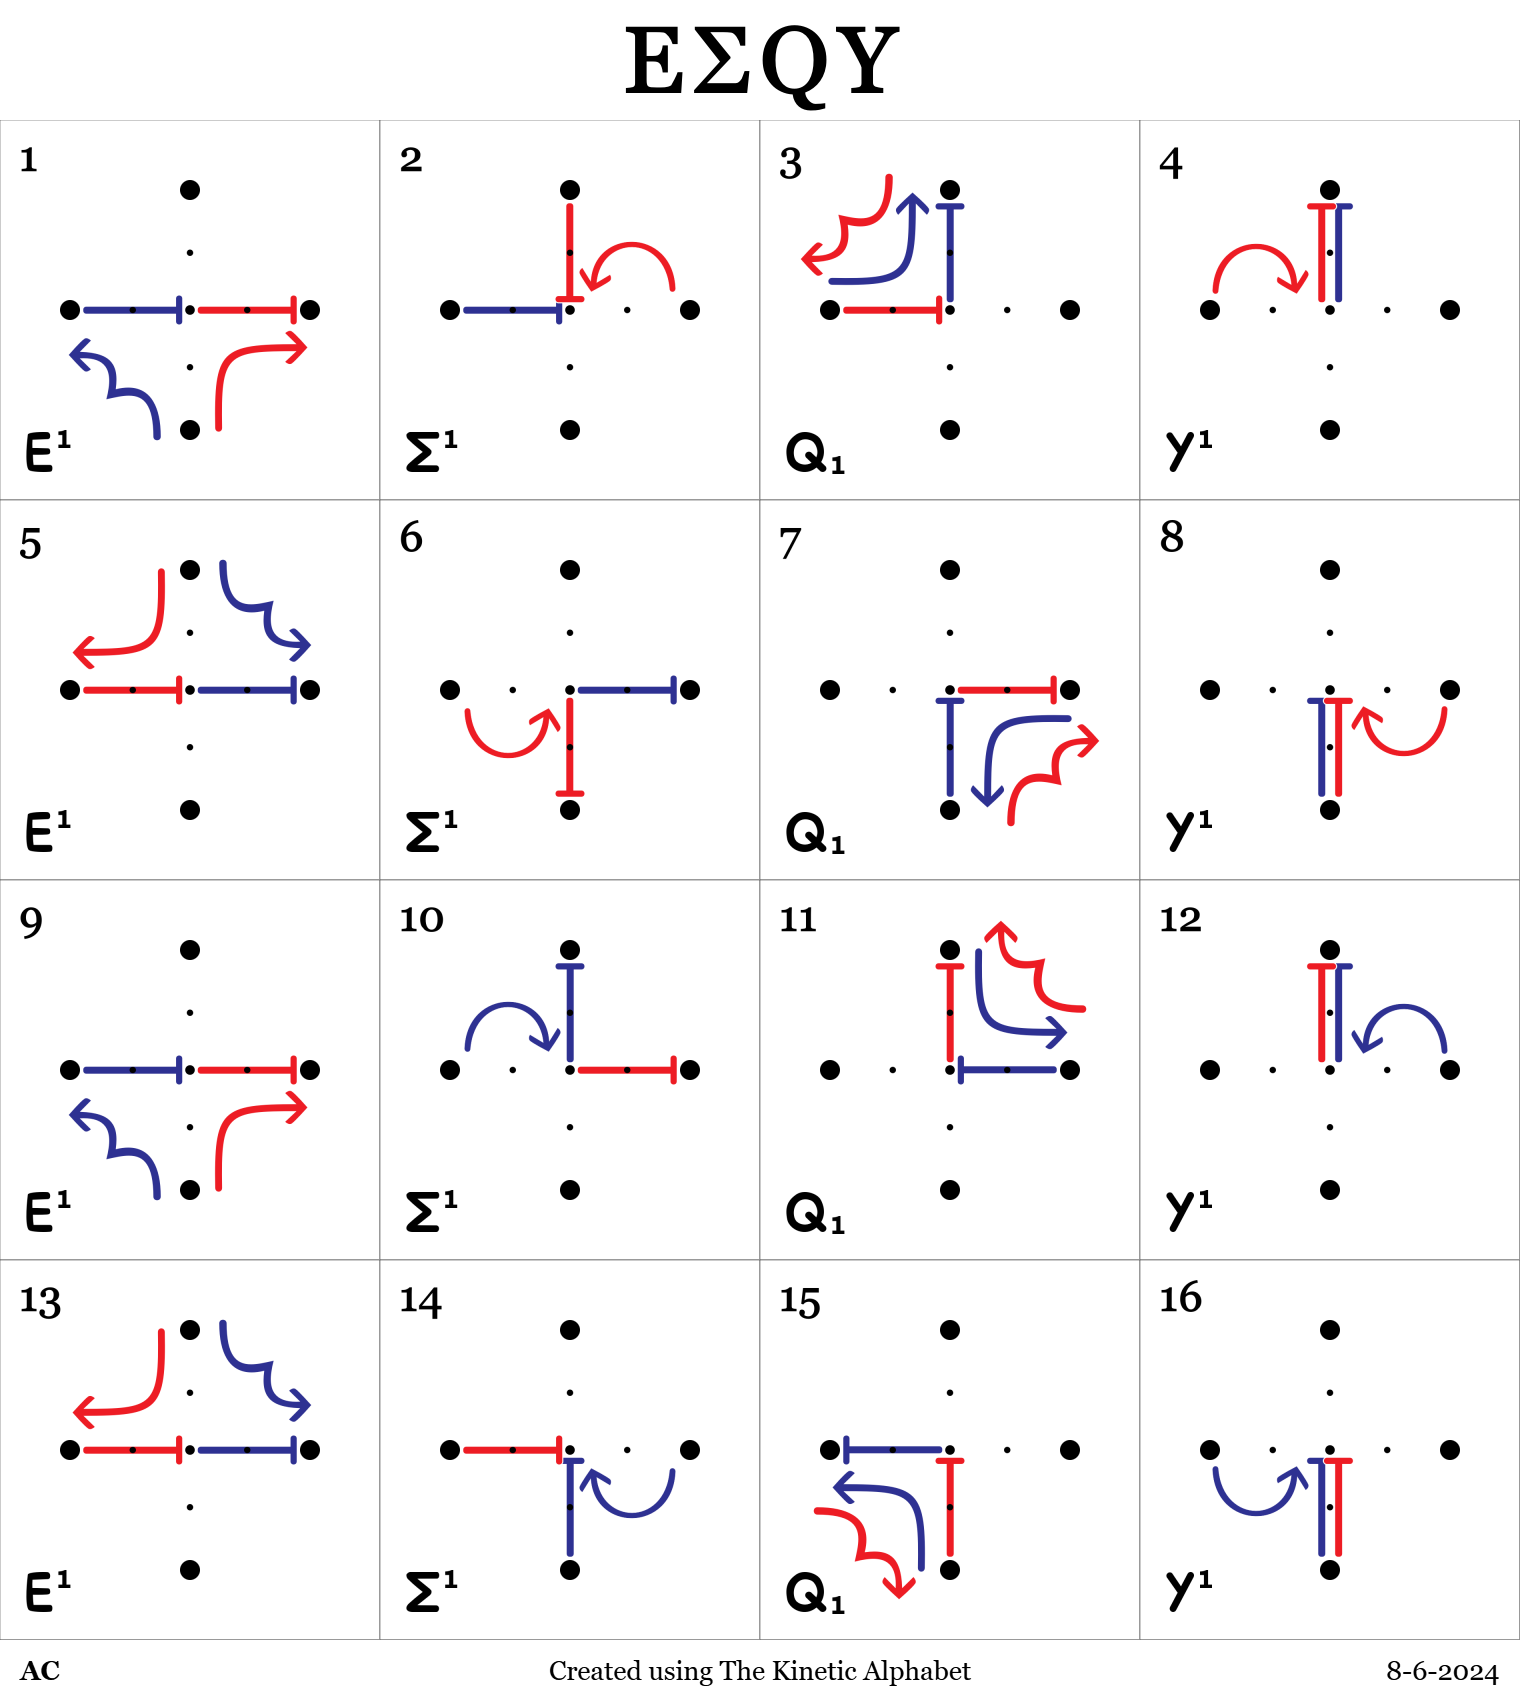 ΕΣQY
1 2 3 4
E¹ Σ¹ Q₁ Y¹
5 6 7 8
E¹ Σ¹ Q₁ Y¹
9 10 11 12
E¹ Σ¹ Q₁ Y¹
13 14 15 16
E¹ Σ¹ Q₁ Y¹
AC Created using The Kinetic Alphabet 8-6-2024